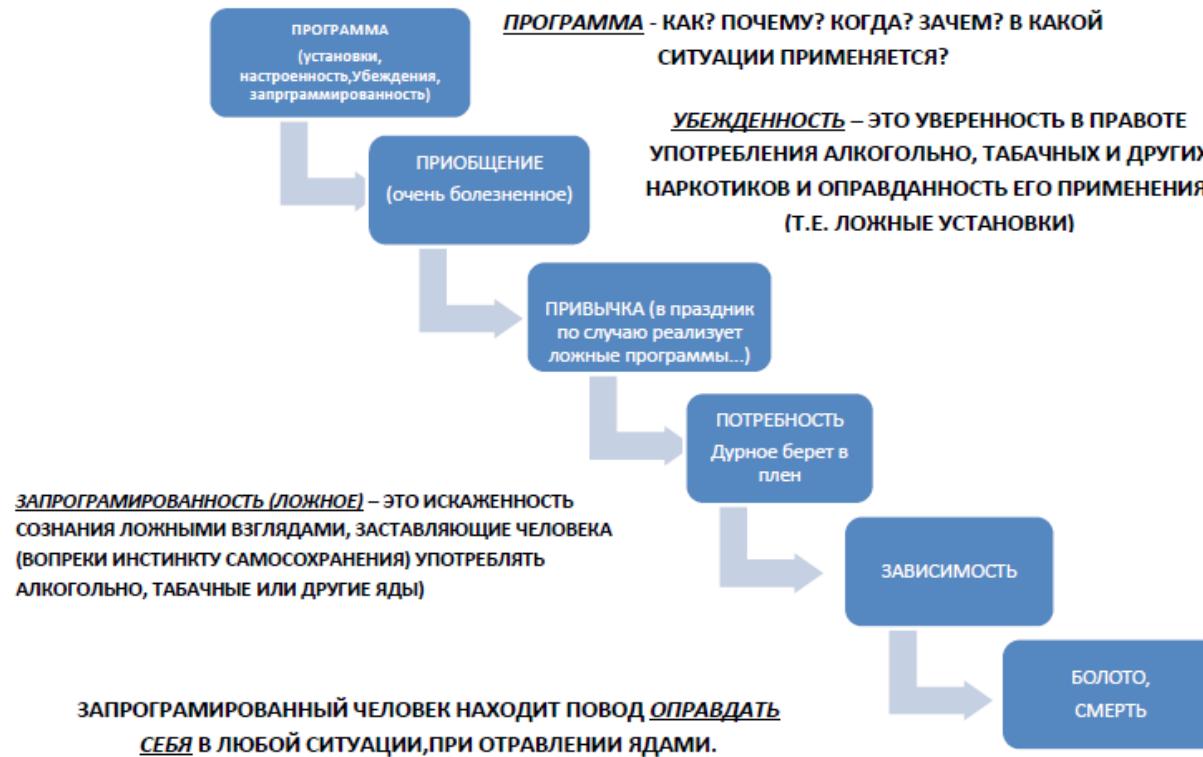 ПРОГРАММА
(установки,
настроенность,Убеждения,
запрграммированность)
ПРОГРАММА - КАК? ПОЧЕМУ? КОГДА? ЗАЧЕМ? В КАКОЙ
СИТУАЦИИ ПРИМЕНЯЕТСЯ?
УБЕЖДЕННОСТЬ – ЭТО УВЕРЕННОСТЬ В ПРАВОТЕ
УПОТРЕБЛЕНИЯ АЛКОГОЛЬНО, ТАБАЧНЫХ И ДРУГИХ
НАРКОТИКОВ И ОПРАВДАННОСТЬ ЕГО ПРИМЕНЕНИЯ
(Т.Е. ЛОЖНЫЕ УСТАНОВКИ)
ПРИОБЩЕНИЕ
(очень болезненное)
ПРИВЫЧКА (в праздник
по случаю реализует
ложные программы...)
ПОТРЕБНОСТЬ
Дурное берет в
плен
ЗАПРОГРАМИРОВАННОСТЬ (ЛОЖНОЕ) – ЭТО ИСКАЖЕННОСТЬ
СОЗНАНИЯ ЛОЖНЫМИ ВЗГЛЯДАМИ, ЗАСТАВЛЯЮЩИЕ ЧЕЛОВЕКА
(ВОПРЕКИ ИНСТИНКТУ САМОСОХРАНЕНИЯ) УПОТРЕБЛЯТЬ
АЛКОГОЛЬНО, ТАБАЧНЫЕ ИЛИ ДРУГИЕ ЯДЫ)
ЗАВИСИМОСТЬ
БОЛОТО,
СМЕРТЬ
ЗАПРОГРАМИРОВАННЫЙ ЧЕЛОВЕК НАХОДИТ ПОВОД ОПРАВДАТЬ
СЕБЯ В ЛЮБОЙ СИТУАЦИИ,ПРИ ОТРАВЛЕНИИ ЯДАМИ.